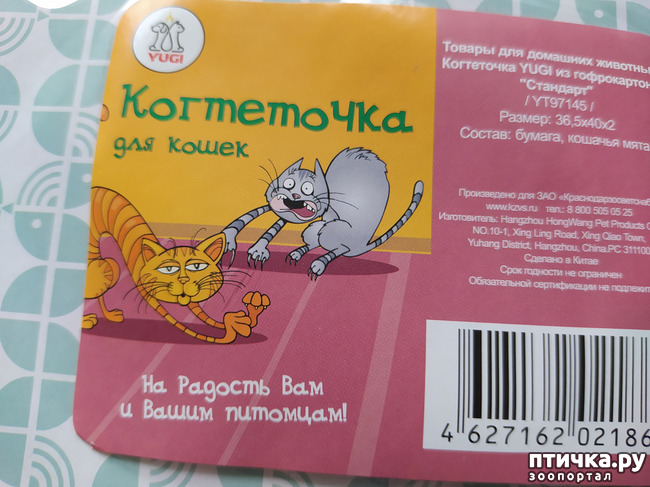 YUGI
Когтеточка
для кошек
На Радость Вам
и Вашим питомцам!
Товары для домашних животны
Когтеточка YUGI из гофрокартон
"Стандарт"
/ YT97145 /
Размер: 36,5x40x2
Состав: бумага, кошачья мята
Произведено для ЗАО «Краснодарзооветснаб
www.kzvs.ru тел.: 8 800 505 05 25
Изготовитель: Hangzhou HongWang Pet Products C
NO.10-1, Xing Ling Road, Xing Qiao Town,
Yuhang District, Hangzhou, China.PC 311100
Сделано в Китае
Срок годности не ограничен
Обязательной сертификации не подлежит
4 627162 02186
птичка.ру
зоопортал